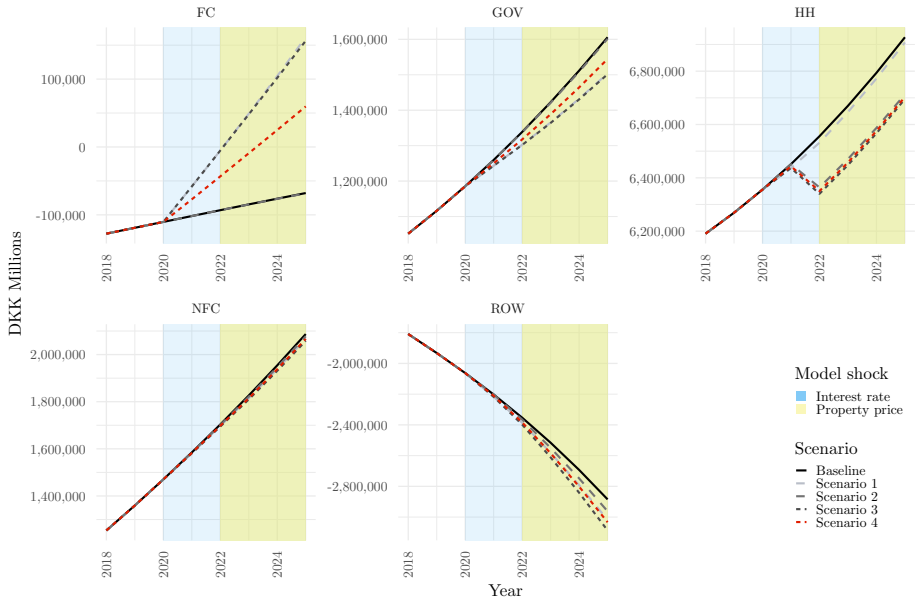 FC
GOV
HH
100,000
0
-100,000
1,600,000
1,400,000
1,200,000
6,800,000
6,600,000
6,400,000
6,200,000
2018
2020
2022
2024
2018
2020
2022
2024
2018
2020
2022
2024
DKK Millions
NFC
ROW
2,000,000
1,800,000
1,600,000
1,400,000
-2,000,000
-2,400,000
-2,800,000
2018
2020
2022
2024
2018
2020
2022
2024
Year
Model shock
Interest rate
Property price
Scenario
Baseline
Scenario 1
Scenario 2
Scenario 3
Scenario 4